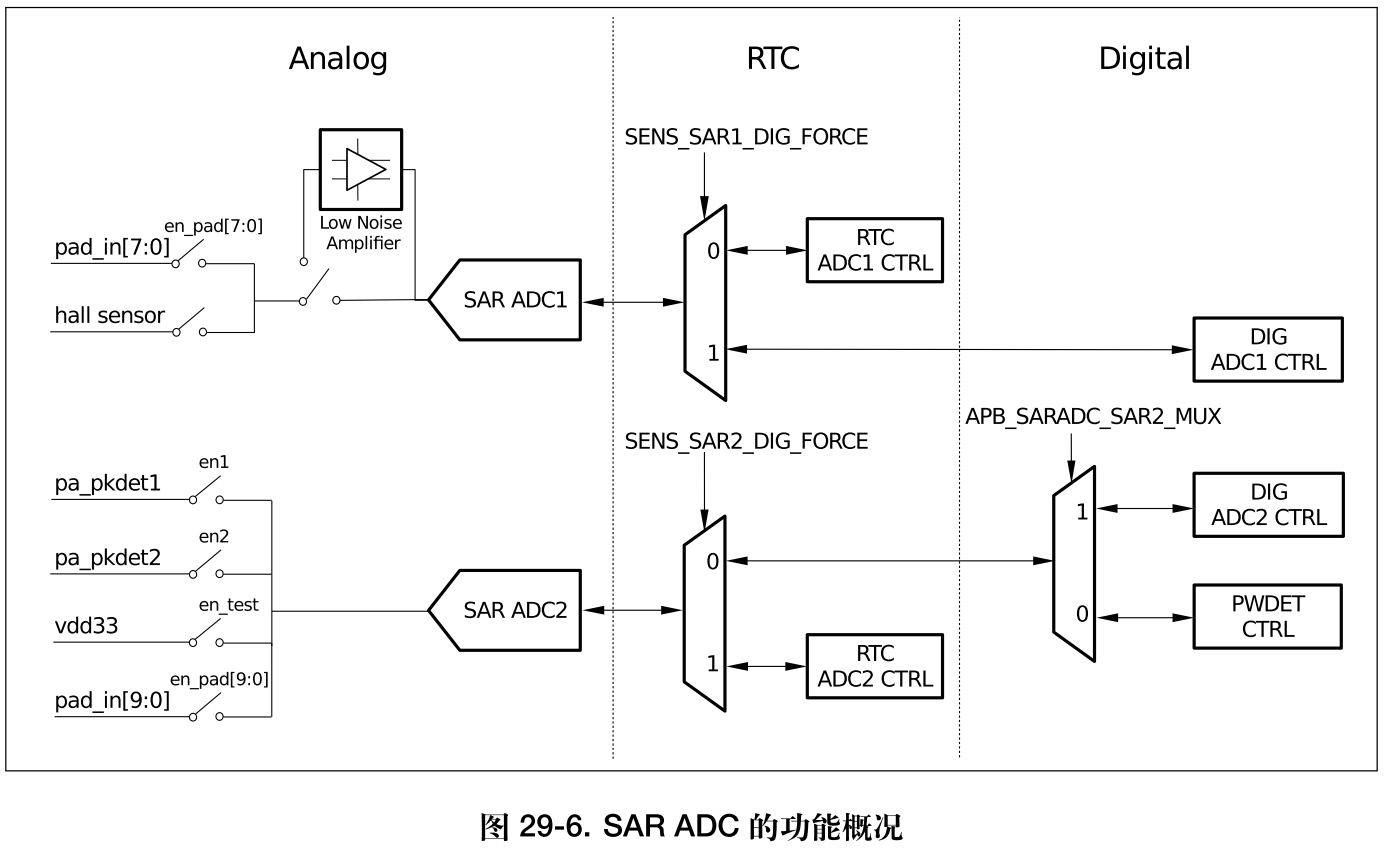 Analog
RTC
Digital
SENS_SAR1_DIG_FORCE
Low Noise
Amplifier
en_pad[7:0]
pad_in[7:0]
hall sensor
SAR ADC1
0
1
RTC
ADC1 CTRL
DIG
ADC1 CTRL
APB_SARADC_SAR2_MUX
SENS_SAR2_DIG_FORCE
en1
pa_pkdet1
en2
pa_pkdet2
en_test
vdd33
en_pad[9:0]
pad_in[9:0]
SAR ADC2
0
1
RTC
ADC2 CTRL
1
0
DIG
ADC2 CTRL
PWDET
CTRL
图 29-6. SAR ADC 的功能概况